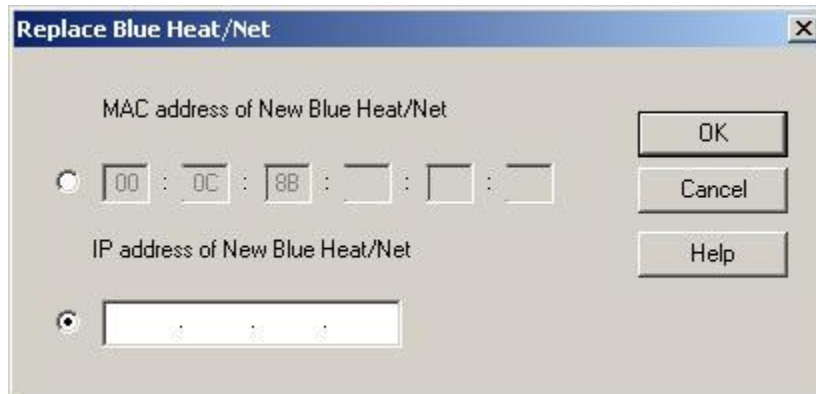 Replace Blue Heat/Net
MAC address of New Blue Heat/Net
00 : 0C : 8B : : :
IP address of New Blue Heat/Net
. . .
OK
Cancel
Help